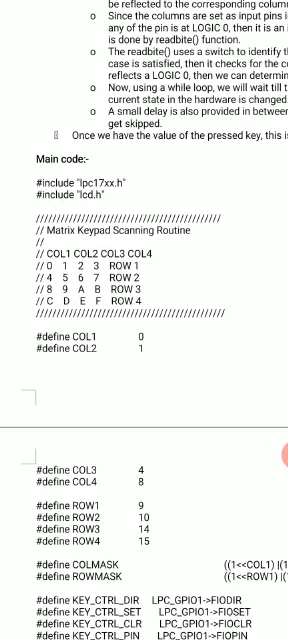 be reflected to the corresponding colum
o Since the columns are set as input pins i
any of the pin is at LOGIC 0, then it is an i
is done by readbite() function.
o The readbite() uses a switch to identify th
case is satisfied, then it checks for the c
reflects a LOGIC 0, then we can determin
o Now, using a while loop, we will wait till t
current state in the hardware is changed
o A small delay is also provided in between
get skipped.
Once we have the value of the pressed key, this is
Main code:-
#include "lpc17xx.h"
#include "lcd.h"
////////////////////////////////////////////
// Matrix Keypad Scanning Routine
//
// COL1 COL2 COL3 COL4
// 0 1 2 3 ROW 1
// 4 5 6 7 ROW 2
// 8 9 A B ROW 3
// C D E F ROW 4
/////////////////////////////////////////////
#define COL1 0
#define COL2 1
#define COL3 4
#define COL4 8
#define ROW1 9
#define ROW2 10
#define ROW3 14
#define ROW4 15
#define COLMASK ((1<<COL1) |(1
#define ROWMASK ((1<<ROW1) |(1
#define KEY_CTRL_DIR LPC_GPIO1->FIODIR
#define KEY_CTRL_SET LPC_GPIO1->FIOSET
#define KEY_CTRL_CLR LPC_GPIO1->FIOCLR
#define KEY_CTRL_PIN LPC_GPIO1->FIOPIN